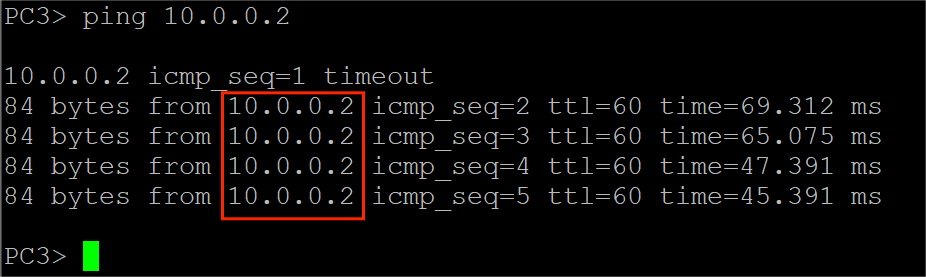 PC3> ping 10.0.0.2
10.0.0.2 icmp_seq=1 timeout
84 bytes from 10.0.0.2 icmp_seq=2 ttl=60 time=69.312 ms
84 bytes from 10.0.0.2 icmp_seq=3 ttl=60 time=65.075 ms
84 bytes from 10.0.0.2 icmp_seq=4 ttl=60 time=47.391 ms
84 bytes from 10.0.0.2 icmp_seq=5 ttl=60 time=45.391 ms
PC3>